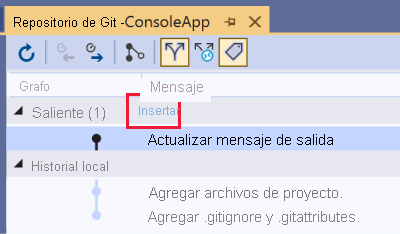 Repositorio de Git -ConsoleApp
Grafo Mensaje
Saliente (1) Insertar
Actualizar mensaje de salida
Historial local
Agregar archivos de proyecto.
Agregar .gitignore y .gitattributes.